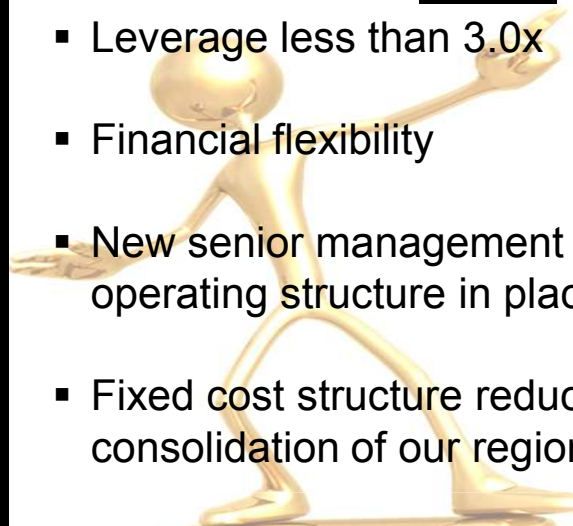 ▪ Leverage less than 3.0x
▪ Financial flexibility
▪ New senior management
operating structure in plac
▪ Fixed cost structure reduc
consolidation of our region